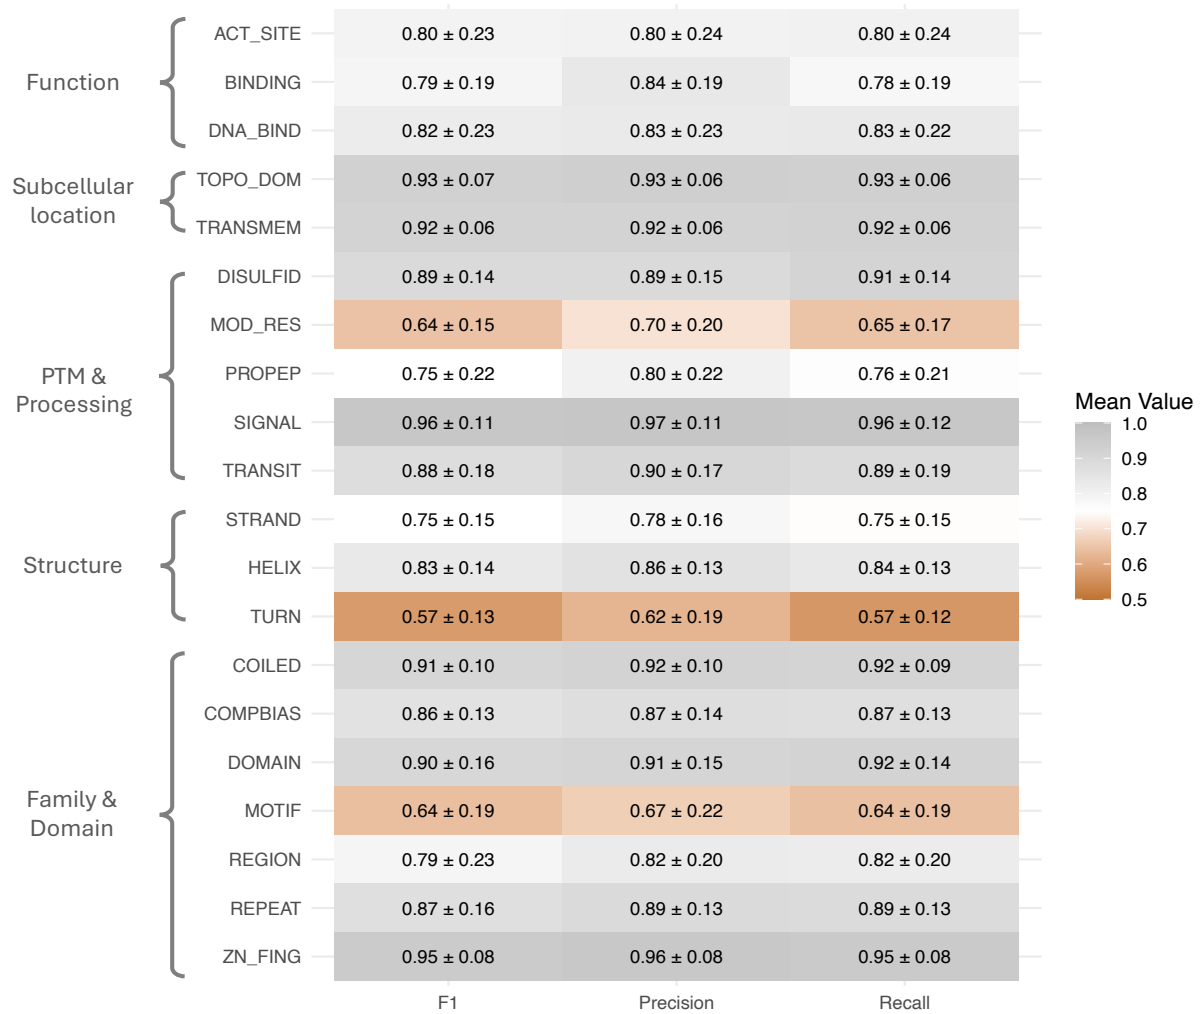 Function
ACT_SITE 0.80 ± 0.23 0.80 ± 0.24 0.80 ± 0.24
BINDING 0.79 ± 0.19 0.84 ± 0.19 0.78 ± 0.19
DNA_BIND 0.82 ± 0.23 0.83 ± 0.23 0.83 ± 0.22
Subcellular
location
TOPO_DOM 0.93 ± 0.07 0.93 ± 0.06 0.93 ± 0.06
TRANSMEM 0.92 ± 0.06 0.92 ± 0.06 0.92 ± 0.06
PTM &
Processing
DISULFID 0.89 ± 0.14 0.89 ± 0.15 0.91 ± 0.14
MOD_RES 0.64 ± 0.15 0.70 ± 0.20 0.65 ± 0.17
PROPEP 0.75 ± 0.22 0.80 ± 0.22 0.76 ± 0.21
SIGNAL 0.96 ± 0.11 0.97 ± 0.11 0.96 ± 0.12
TRANSIT 0.88 ± 0.18 0.90 ± 0.17 0.89 ± 0.19
Structure
STRAND 0.75 ± 0.15 0.78 ± 0.16 0.75 ± 0.15
HELIX 0.83 ± 0.14 0.86 ± 0.13 0.84 ± 0.13
TURN 0.57 ± 0.13 0.62 ± 0.19 0.57 ± 0.12
Family &
Domain
COILED 0.91 ± 0.10 0.92 ± 0.10 0.92 ± 0.09
COMPBIAS 0.86 ± 0.13 0.87 ± 0.14 0.87 ± 0.13
DOMAIN 0.90 ± 0.16 0.91 ± 0.15 0.92 ± 0.14
MOTIF 0.64 ± 0.19 0.67 ± 0.22 0.64 ± 0.19
REGION 0.79 ± 0.23 0.82 ± 0.20 0.82 ± 0.20
REPEAT 0.87 ± 0.16 0.89 ± 0.13 0.89 ± 0.13
ZN_FING 0.95 ± 0.08 0.96 ± 0.08 0.95 ± 0.08
F1 Precision Recall
Mean Value
1.0
0.9
0.8
0.7
0.6
0.5